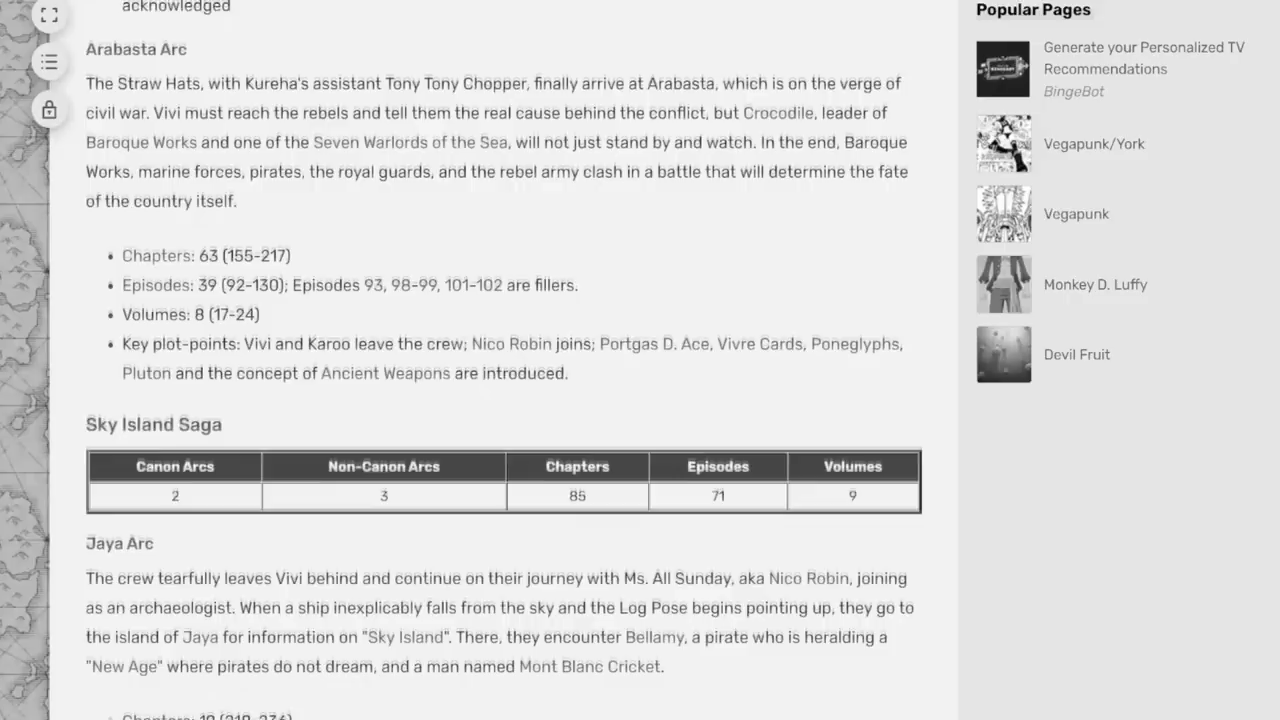 acknowledged
Arabasta Arc
The Straw Hats, with Kureha's assistant Tony Tony Chopper, finally arrive at Arabasta, which is on the verge of
civil war. Vivi must reach the rebels and tell them the real cause behind the conflict, but Crocodile, leader of
Baroque Works and one of the Seven Warlords of the Sea, will not just stand by and watch. In the end, Baroque
Works, marine forces, pirates, the royal guards, and the rebel army clash in a battle that will determine the fate
of the country itself.
• Chapters: 63 (155-217)
• Episodes: 39 (92-130); Episodes 93, 98-99, 101-102 are fillers.
• Volumes: 8 (17-24)
• Key plot-points: Vivi and Karoo leave the crew; Nico Robin joins; Portgas D. Ace, Vivre Cards, Poneglyphs,
Pluton and the concept of Ancient Weapons are introduced.
Sky Island Saga
Canon Arcs Non-Canon Arcs Chapters Episodes Volumes
2 3 85 71 9
Jaya Arc
The crew tearfully leaves Vivi behind and continue on their journey with Ms. All Sunday, aka Nico Robin, joining
as an archaeologist. When a ship inexplicably falls from the sky and the Log Pose begins pointing up, they go to
the island of Jaya for information on "Sky Island". There, they encounter Bellamy, a pirate who is heralding a
"New Age" where pirates do not dream, and a man named Mont Blanc Cricket.
• Chapters: 19 (218-236)
Popular Pages
Generate your Personalized TV
Recommendations
BingeBot
Vegapunk/York
Vegapunk
Monkey D. Luffy
Devil Fruit